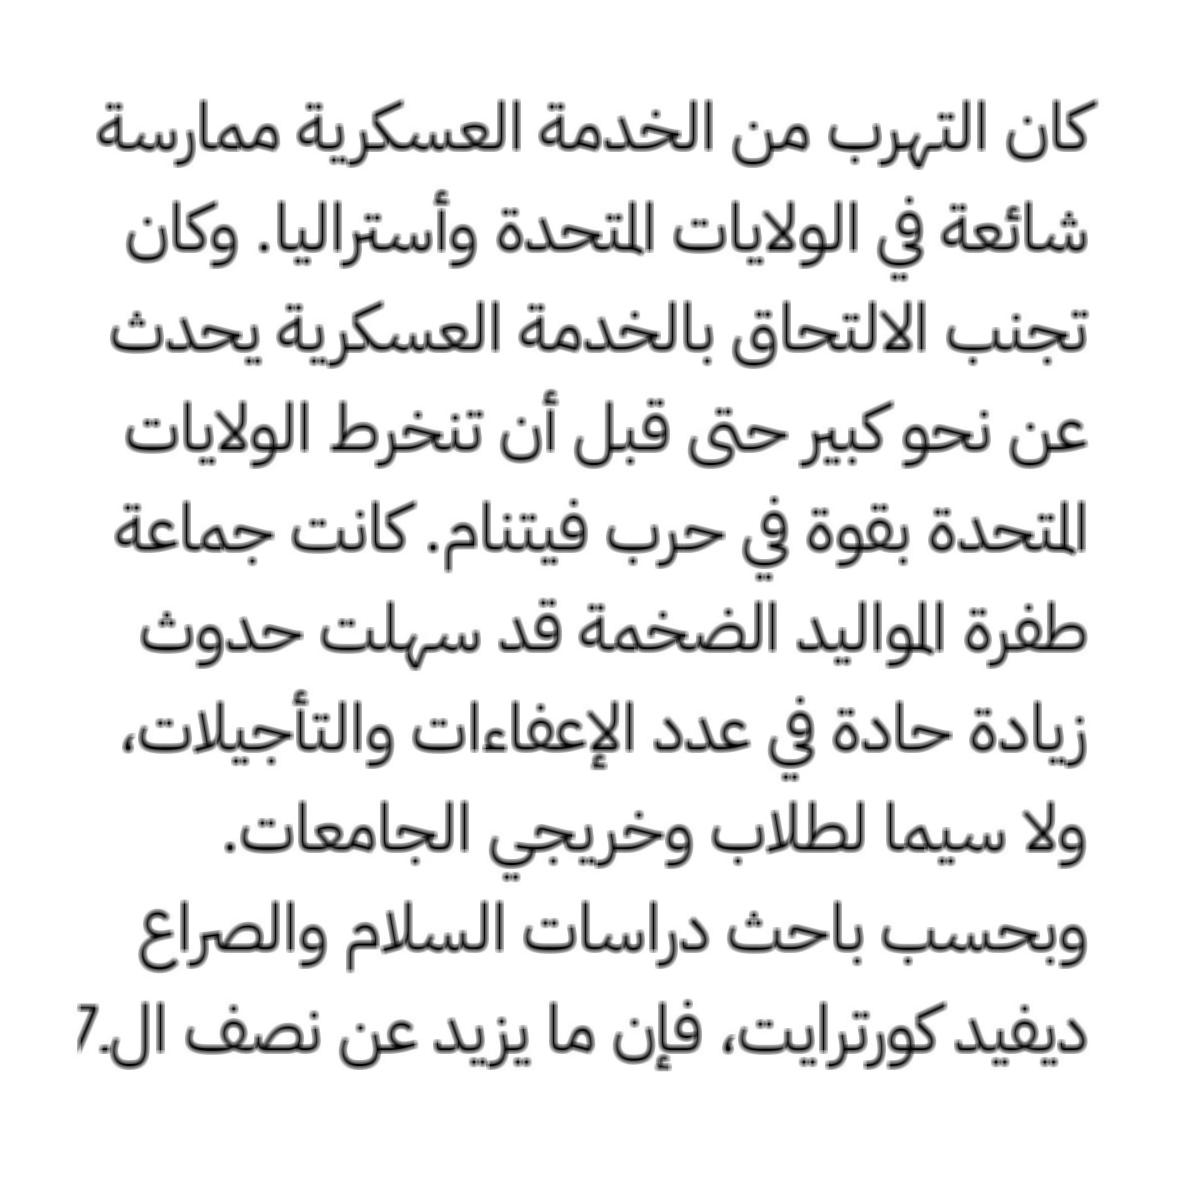 كان التهرب من الخدمة العسكرية ممارسة
شائعة في الولايات المتحدة وأستراليا. وكان
تجنب الالتحاق بالخدمة العسكرية يحدث
عن نحو كبير حتى قبل أن تنخرط الولايات
المتحدة بقوة في حرب فيتنام. كانت جماعة
طفرة المواليد الضخمة قد سهلت حدوث
زيادة حادة في عدد الإعفاءات والتأجيلات،
ولا سيما لطلاب وخريجي الجامعات.
وبحسب باحث دراسات السلام والصراع
ديفيد كورترايت، فإن ما يزيد عن نصف ال